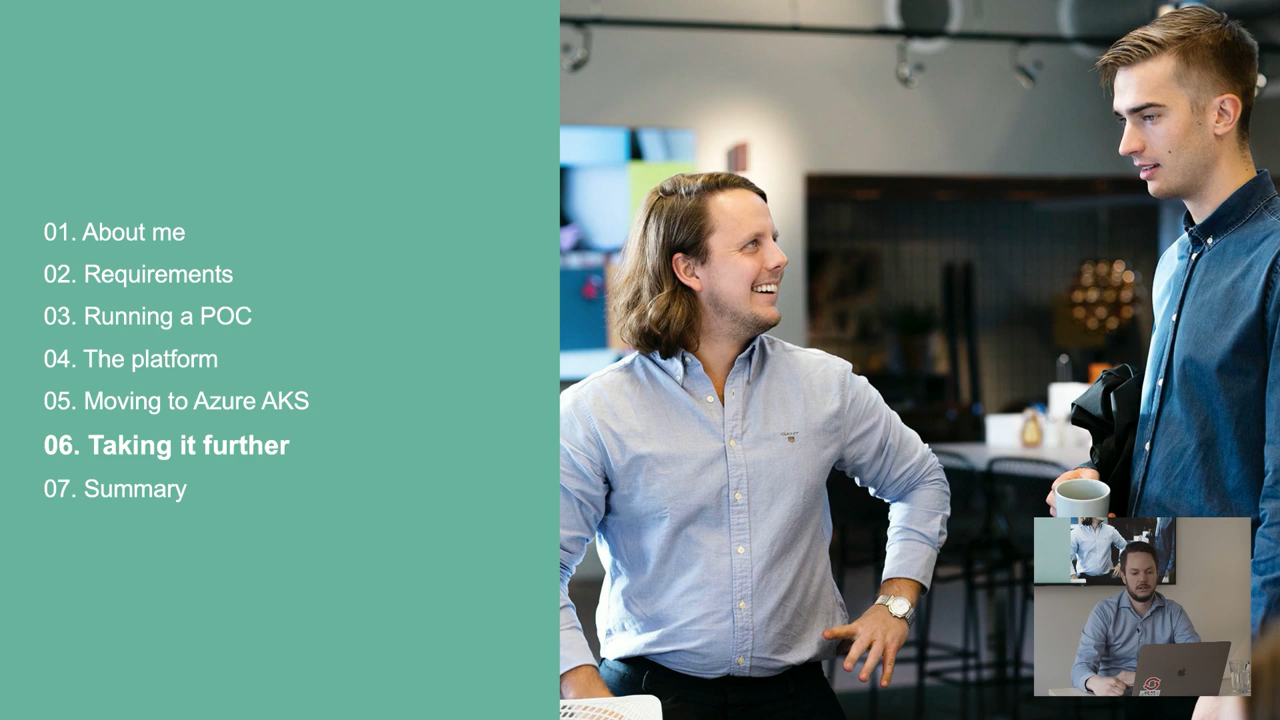 01. About me
02. Requirements
03. Running a POC
04. The platform
05. Moving to Azure AKS
06. Taking it further
07. Summary